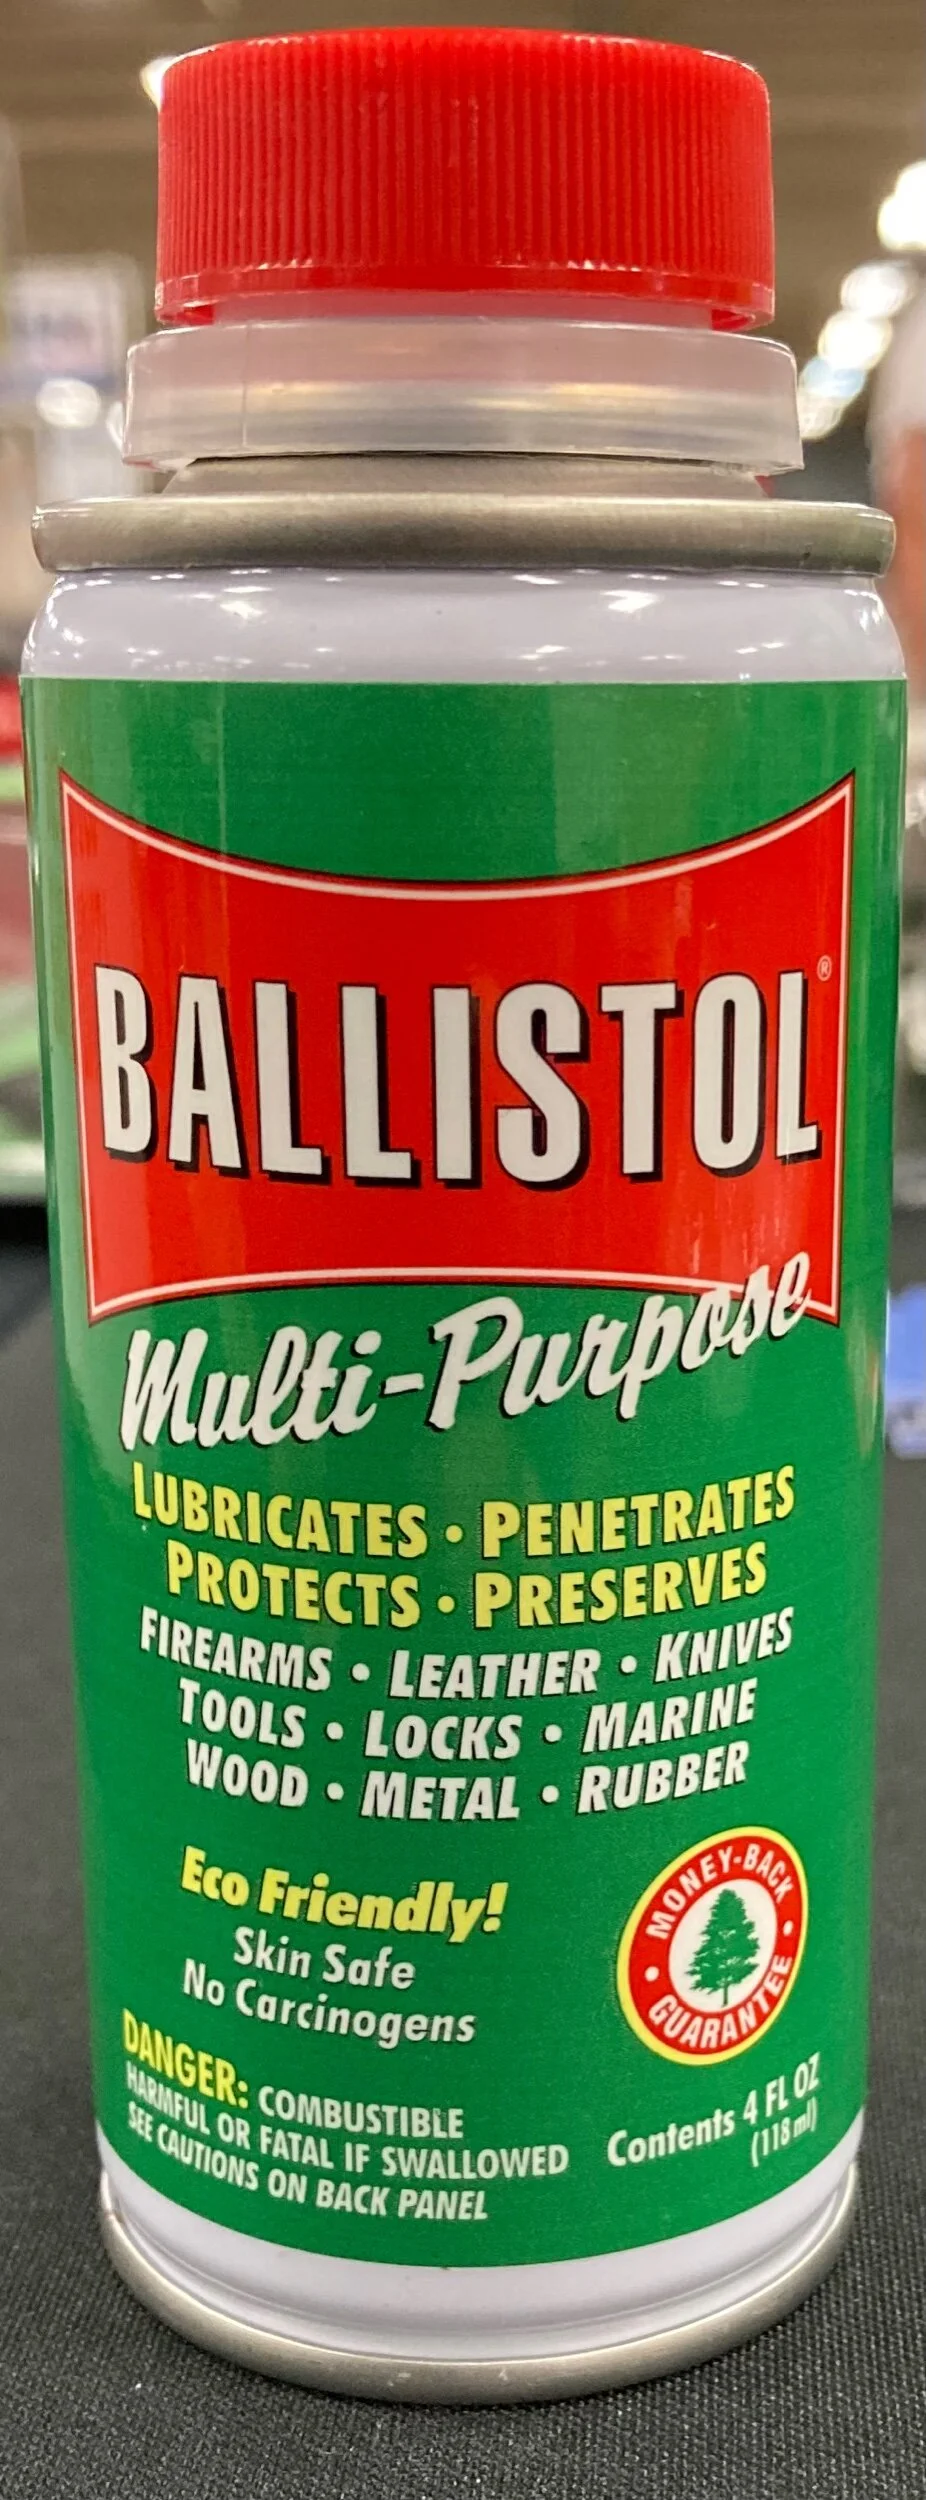 BALLISTOL®
Multi-Purpose
LUBRICATES • PENETRATES
PROTECTS • PRESERVES
FIREARMS • LEATHER • KNIVES
TOOLS • LOCKS • MARINE
WOOD • METAL • RUBBER
Eco Friendly!
Skin Safe
No Carcinogens
MONEY-BACK
• GUARANTEE •
DANGER: COMBUSTIBLE
HARMFUL OR FATAL IF SWALLOWED
SEE CAUTIONS ON BACK PANEL
Contents 4 FL OZ
(118 ml)